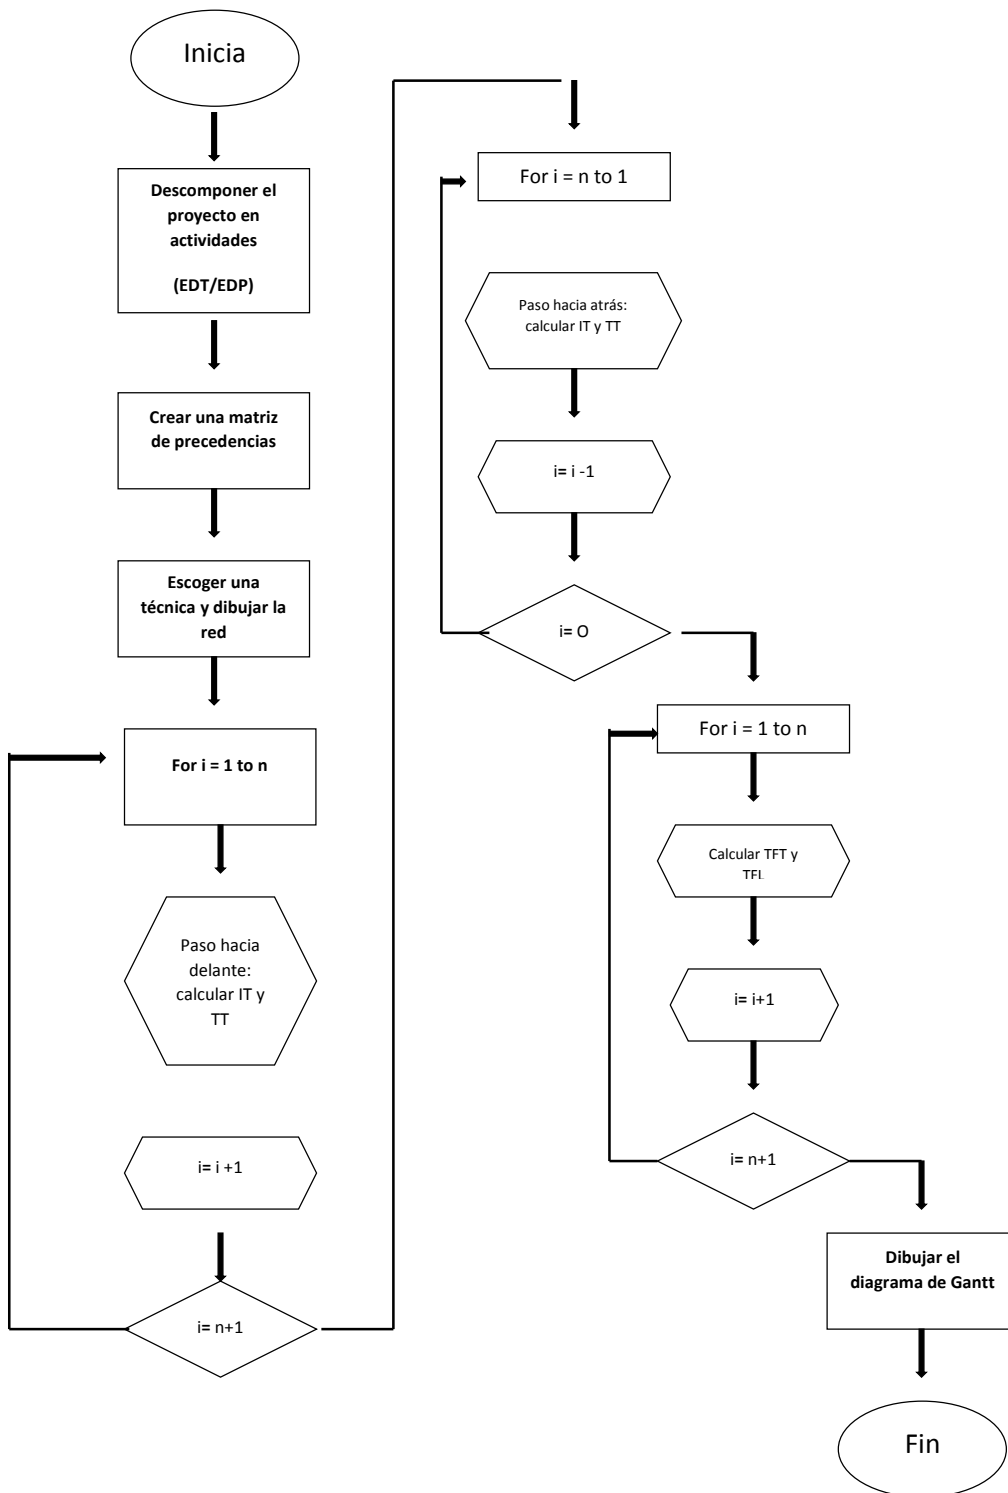 Inicia
Descomponer el
proyecto en
actividades
(EDT/EDP)
Crear una matriz
de precedencias
Escoger una
técnica y dibujar la
red
For i = 1 to n
Paso hacia
delante:
calcular IT y
TT
i= i +1
i= n+1
For i = n to 1
Paso hacia atrás:
calcular IT y TT
i= i -1
i= O
For i = 1 to n
Calcular TFT y
TFL
i= i+1
i= n+1
Dibujar el
diagrama de Gantt
Fin